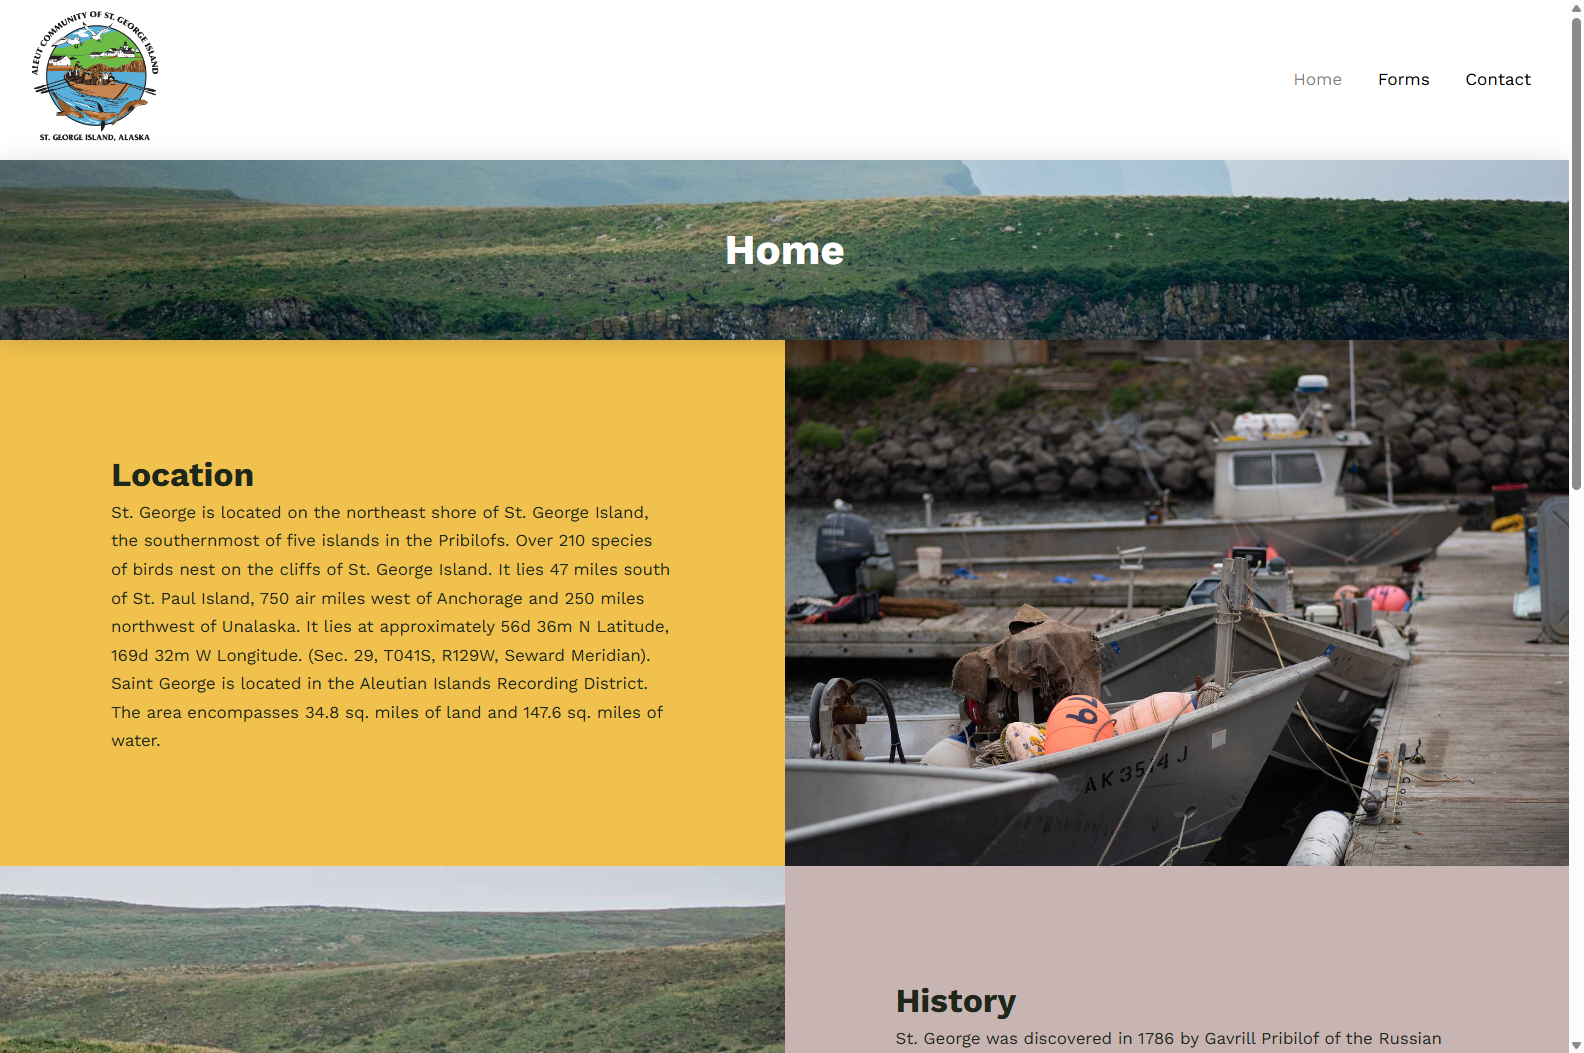 ALEUT COMMUNITY OF ST. GEORGE ISLAND
ST. GEORGE ISLAND, ALASKA
Home
Forms
Contact
Home
Location
St. George is located on the northeast shore of St. George Island,
the southernmost of five islands in the Pribilofs. Over 210 species
of birds nest on the cliffs of St. George Island. It lies 47 miles south
of St. Paul Island, 750 air miles west of Anchorage and 250 miles
northwest of Unalaska. It lies at approximately 56d 36m N Latitude,
169d 32m W Longitude. (Sec. 29, T041S, R129W, Seward Meridian).
Saint George is located in the Aleutian Islands Recording District.
The area encompasses 34.8 sq. miles of land and 147.6 sq. miles of
water.
AK 3514 J
History
St. George was discovered in 1786 by Gavrill Pribilof of the Russian